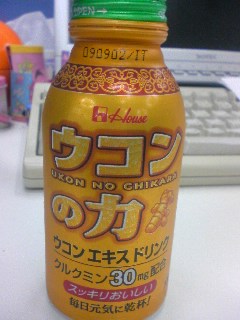 OPEN
090902/IT
House
ウコン
UKON NO CHIKARA
の力
ウコン エキス ドリンク
クルクミン30mg配合
スッキリおいしい
毎日元気に乾杯!